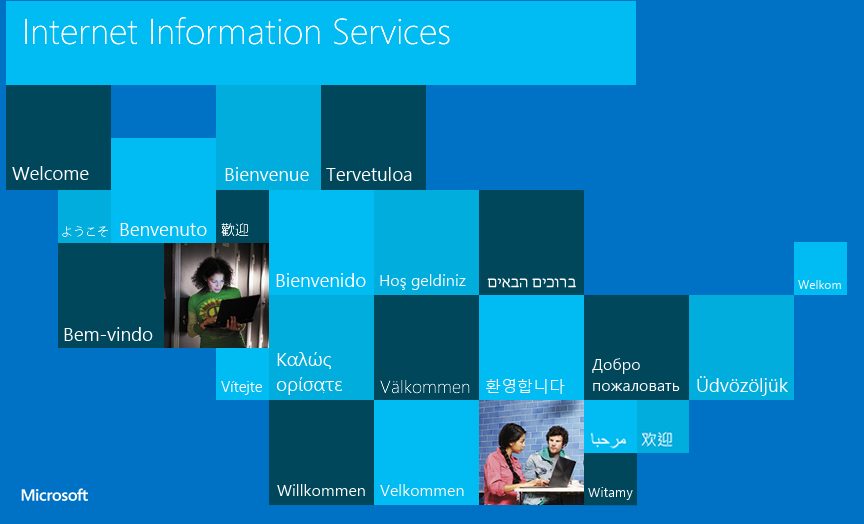 Internet Information Services
Welcome
Bienvenue
Tervetuloa
ようこそ
Benvenuto
歡迎
Bienvenido
Hoş geldiniz
ברוכים הבאים
Welkom
Bem-vindo
Vítejte
Καλώς
ορίσατε
Välkommen
환영합니다
Добро
пожаловать
Üdvözöljük
Willkommen
Velkommen
مرحبا
欢迎
Witamy
Microsoft